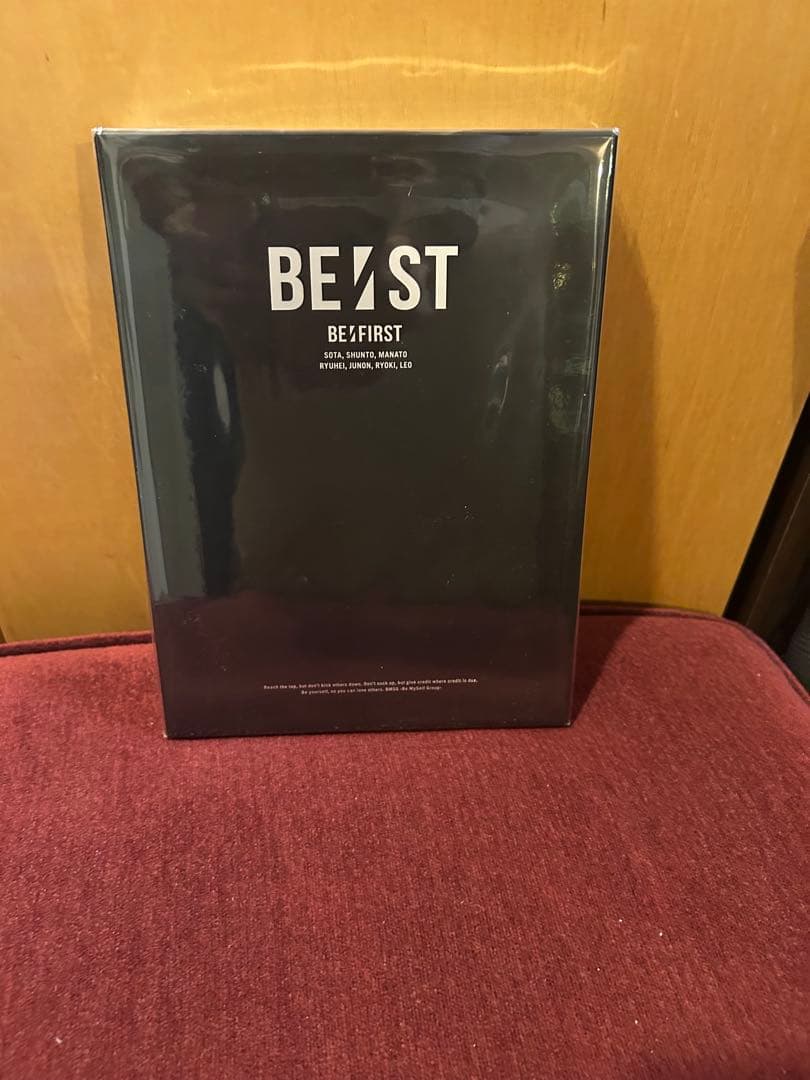 BE:ST
BE:FIRST
SOTA, SHUNTO, MANATO
RYUHEI, JUNON, RYOKI, LEO
Reach the top, but don't kick others down. Don't suck up, but give credit where credit is due.
Be yourself, so you can love others. BMSG -Be MySelf Group-